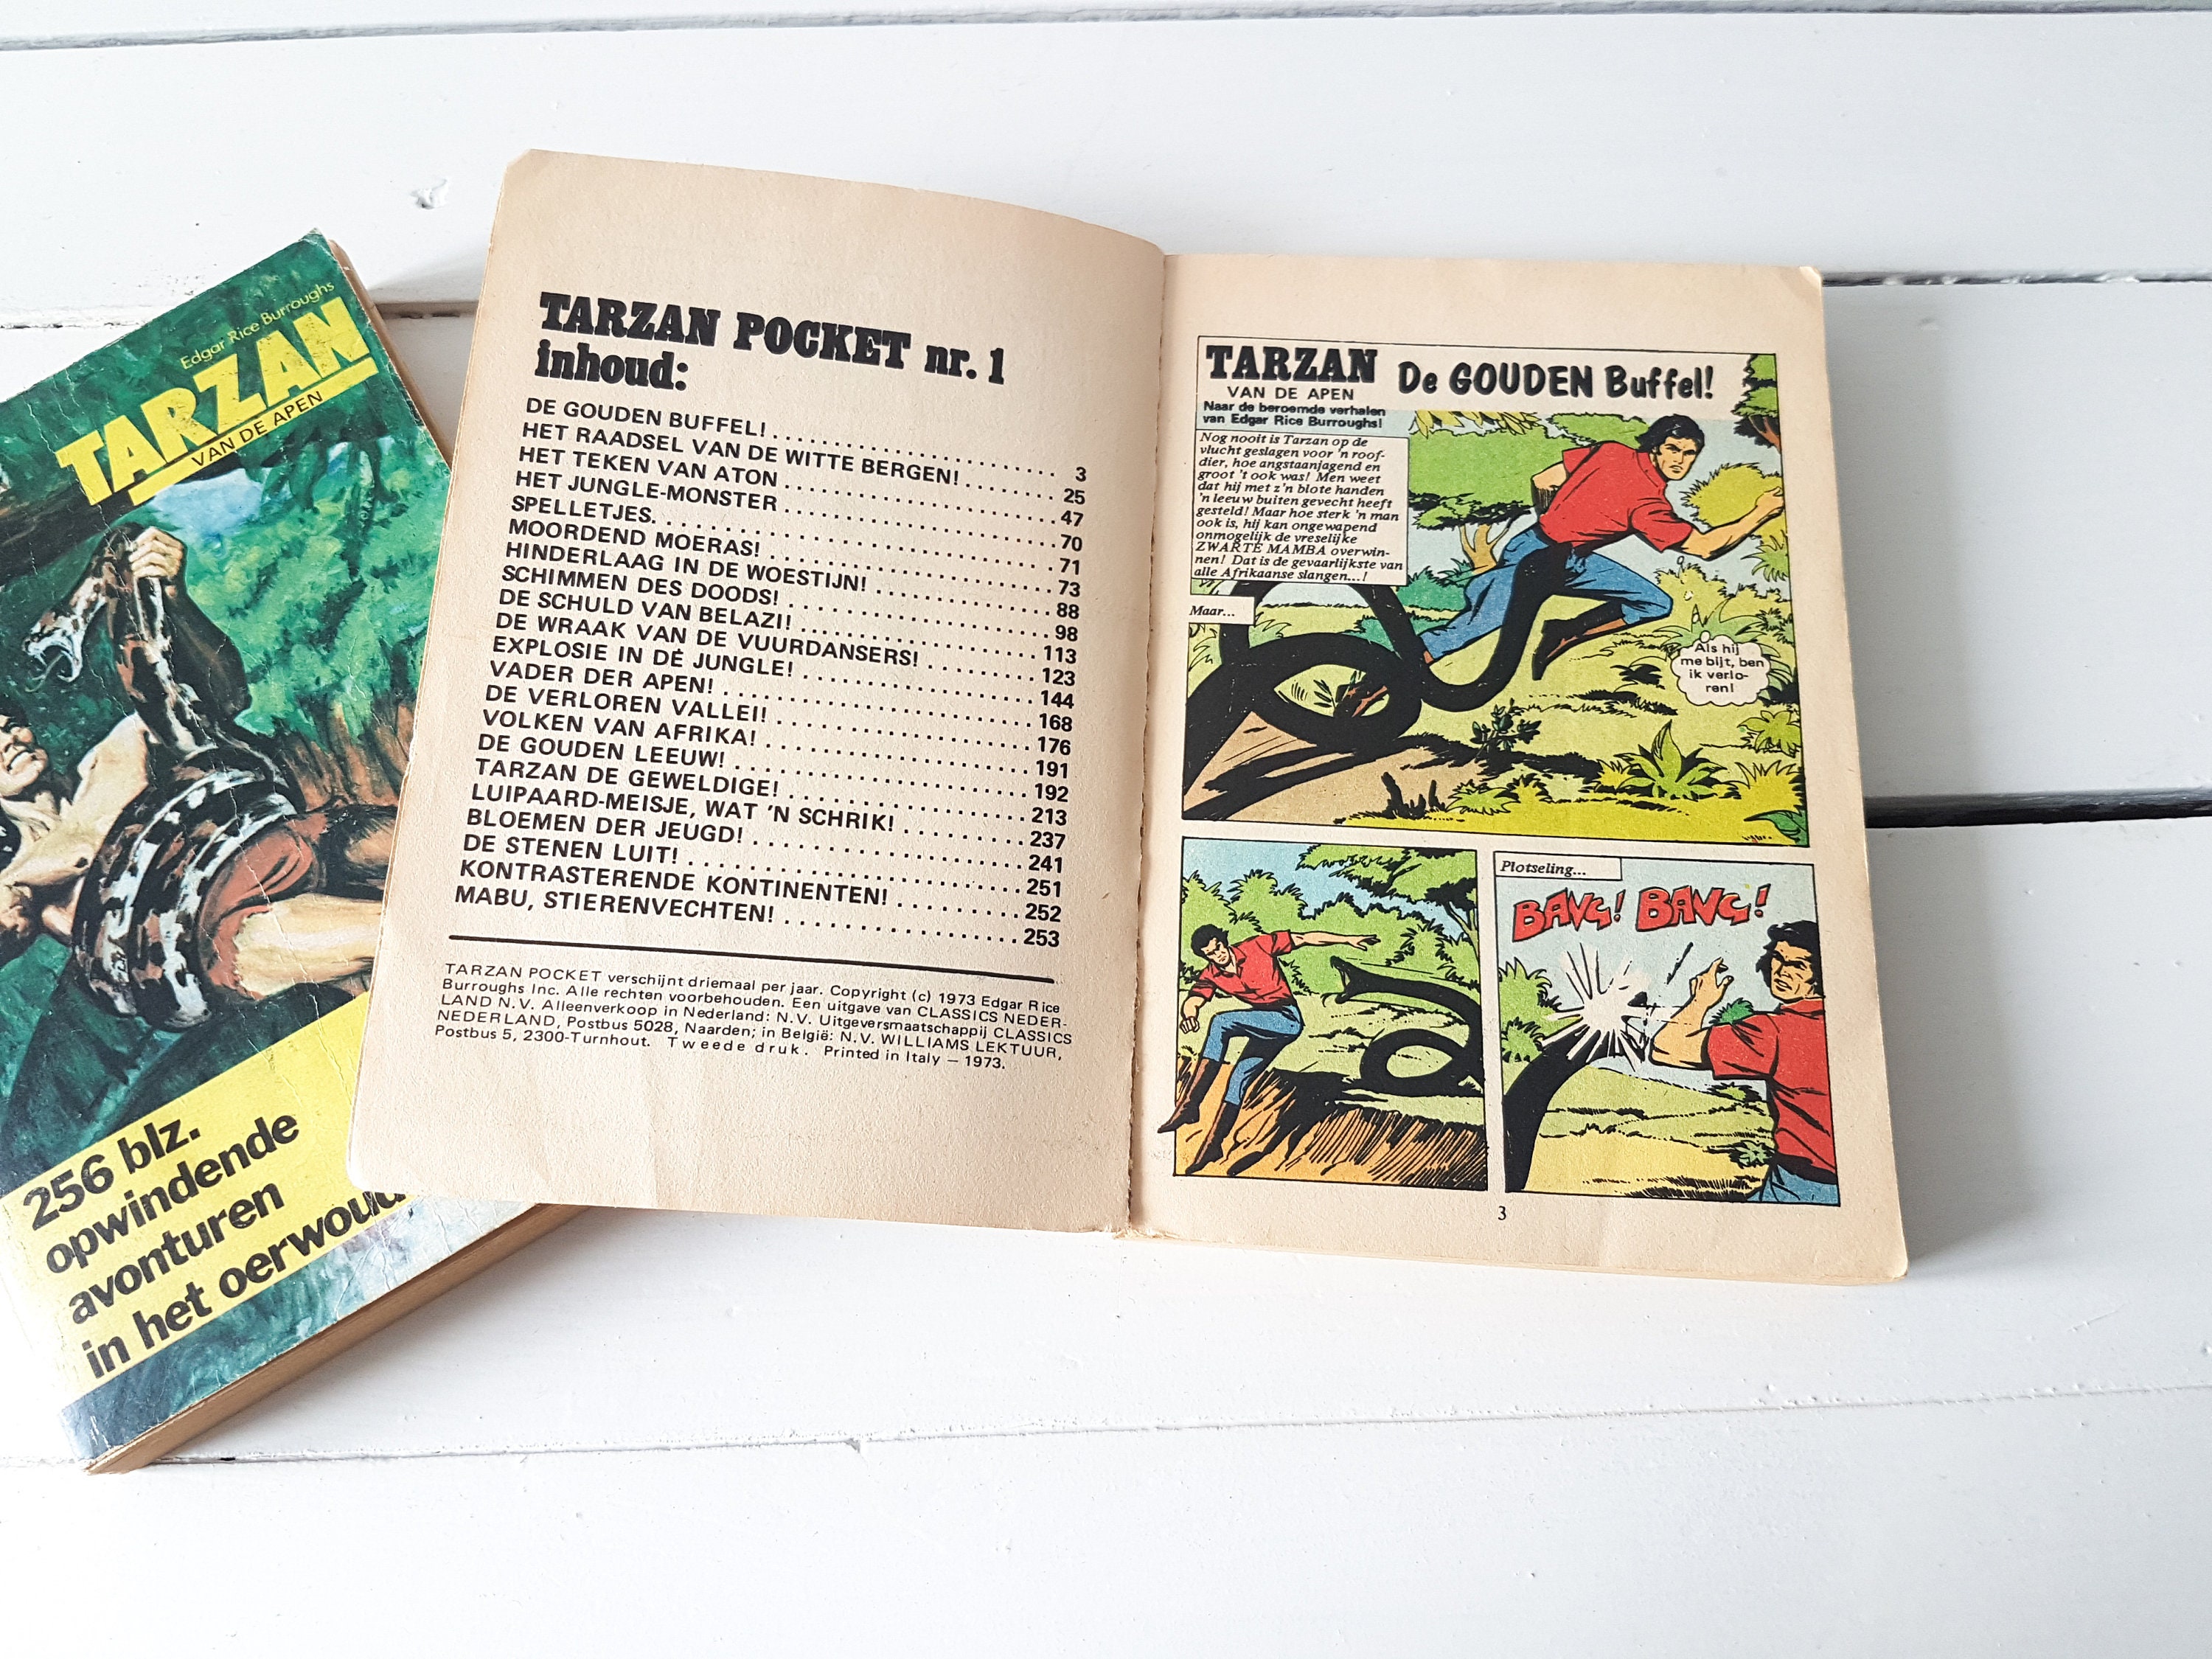 Edgar Rice Burroughs
TARZAN
VAN DE APEN
256 blz.
opwindende
avonturen
in het oerwoud
TARZAN POCKET nr. 1
inhoud:
DE GOUDEN BUFFEL! 3
HET RAADSEL VAN DE WITTE BERGEN! 25
HET TEKEN VAN ATON 47
HET JUNGLE-MONSTER 70
SPELLETJES 71
MOORDEND MOERAS! 73
HINDERLAAG IN DE WOESTIJN! 88
SCHIMMEN DES DOODS! 98
DE SCHULD VAN BELAZI! 113
DE WRAAK VAN DE VUURDANSERS! 123
EXPLOSIE IN DE JUNGLE! 144
VADER DER APEN! 168
DE VERLOREN VALLEI! 176
VOLKEN VAN AFRIKA! 191
DE GOUDEN LEEUW! 192
TARZAN DE GEWELDIGE! 213
LUIPAARD-MEISJE, WAT 'N SCHRIK! 237
BLOEMEN DER JEUGD! 241
DE STENEN LUIT! 251
KONTRASTERENDE KONTINENTEN! 252
MABU, STIERENVECHTEN! 253
TARZAN POCKET verschijnt driemaal per jaar. Copyright (c) 1973 Edgar Rice
Burroughs Inc. Alle rechten voorbehouden. Een uitgave van CLASSICS NEDER-
LAND N.V. Alleenverkoop in Nederland: N.V. Uitgeversmaatschappij CLASSICS
NEDERLAND, Postbus 5028, Naarden; in België: N.V. WILLIAMS LEKTUUR,
Postbus 5, 2300-Turnhout. Tweede druk. Printed in Italy – 1973.
TARZAN
VAN DE APEN
De GOUDEN Buffel!
Naar de beroemde verhalen
van Edgar Rice Burroughs!
Nog nooit is Tarzan op de
vlucht geslagen voor 'n roof-
dier, hoe angstaanjagend en
groot 't ook was! Men weet
dat hij met z'n blote handen
'n leeuw buiten gevecht heeft
gesteld! Maar hoe sterk 'n man
ook is, hij kan ongewapend
onmogelijk de vreselijke
ZWARTE MAMBA overwin-
nen! Dat is de gevaarlijkste van
alle Afrikaanse slangen...!
Maar...
Als hij
me bijt, ben
ik verlo-
ren!
Plotseling...
BANG! BANG!
3